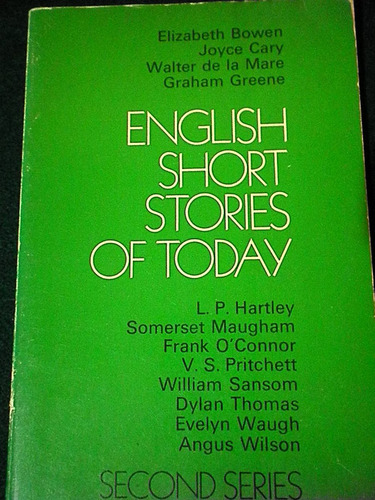 Elizabeth Bowen
Joyce Cary
Walter de la Mare
Graham Greene
ENGLISH
SHORT
STORIES
OF TODAY
L. P. Hartley
Somerset Maugham
Frank O'Connor
V. S. Pritchett
William Sansom
Dylan Thomas
Evelyn Waugh
Angus Wilson
SECOND SERIES